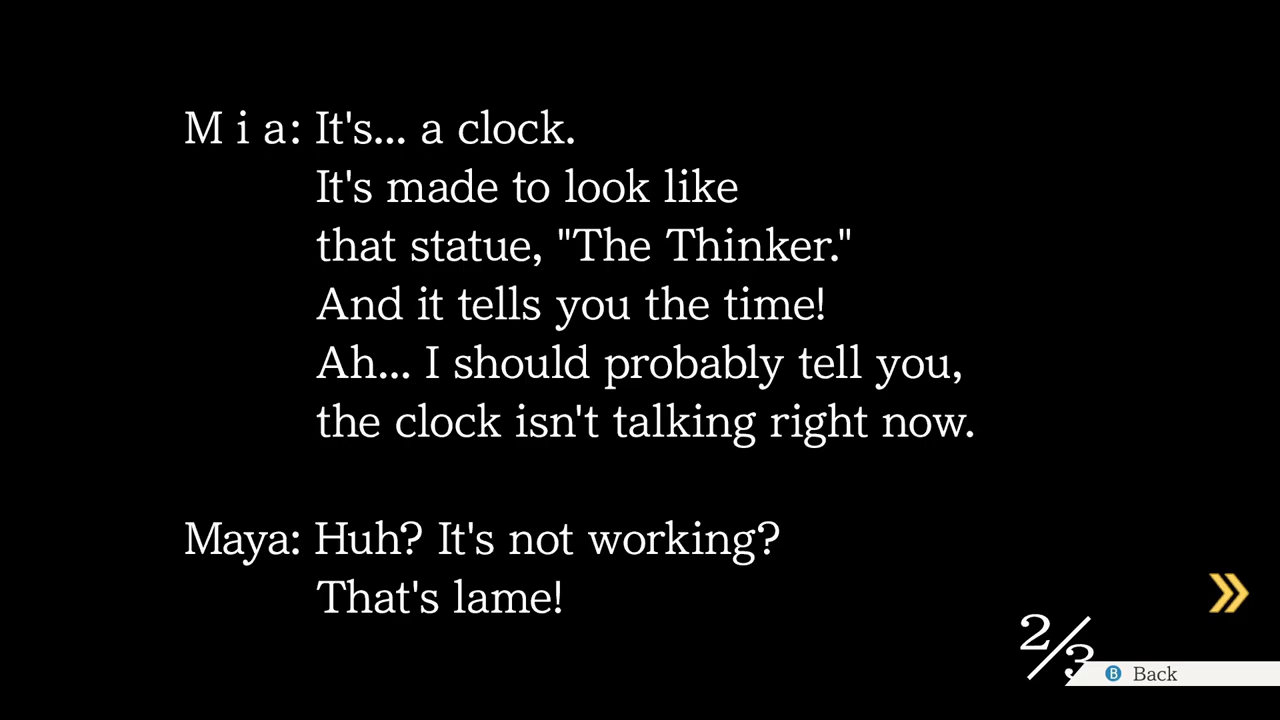 M i a: It's... a clock.
It's made to look like
that statue, "The Thinker."
And it tells you the time!
Ah... I should probably tell you,
the clock isn't talking right now.
Maya: Huh? It's not working?
That's lame!
2/3
B Back